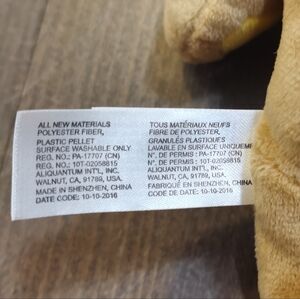 ALL NEW MATERIALS
POLYESTER FIBER,
PLASTIC PELLET
SURFACE WASHABLE ONLY
REG. NO.: PA-17707 (CN)
REG. NO.: 10T-02058815
ALIQUANTUM INT'L, INC.
WALNUT, CA, 91789, USA.
MADE IN SHENZHEN, CHINA
DATE CODE: 10-10-2016
TOUS MATÉRIAUX NEUFS
FIBRE DE POLYESTER,
GRANULÉS PLASTIQUES
LAVABLE EN SURFACE UNIQUEME
N°. DE PERMIS : PA-17707 (CN)
N°. DE PERMIS : 10T-02058815
ALIQUANTUM INT'L, INC.
WALNUT, CA, 91789, USA.
FABRIQUÉ EN SHENZHEN, CHINA
CODE DE DATE: 10-10-2016